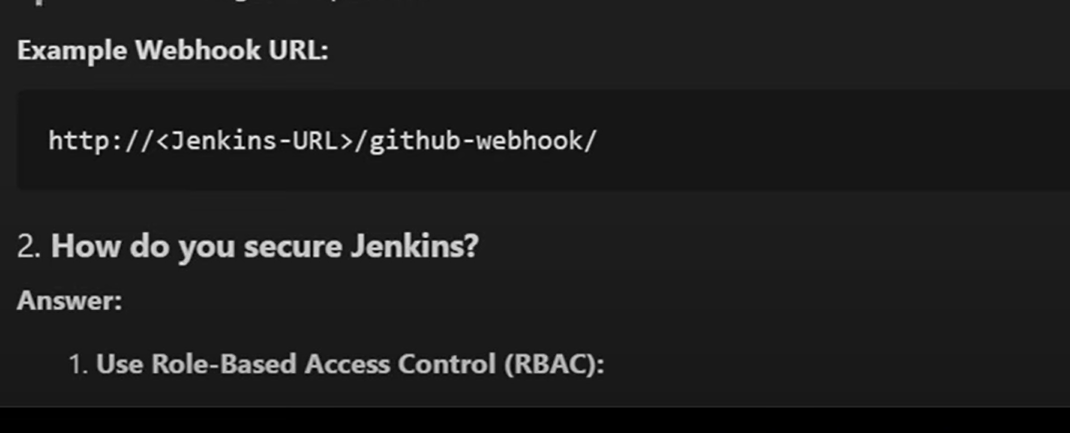 Example Webhook URL:
http://<Jenkins-URL>/github-webhook/
2. How do you secure Jenkins?
Answer:
1. Use Role-Based Access Control (RBAC):